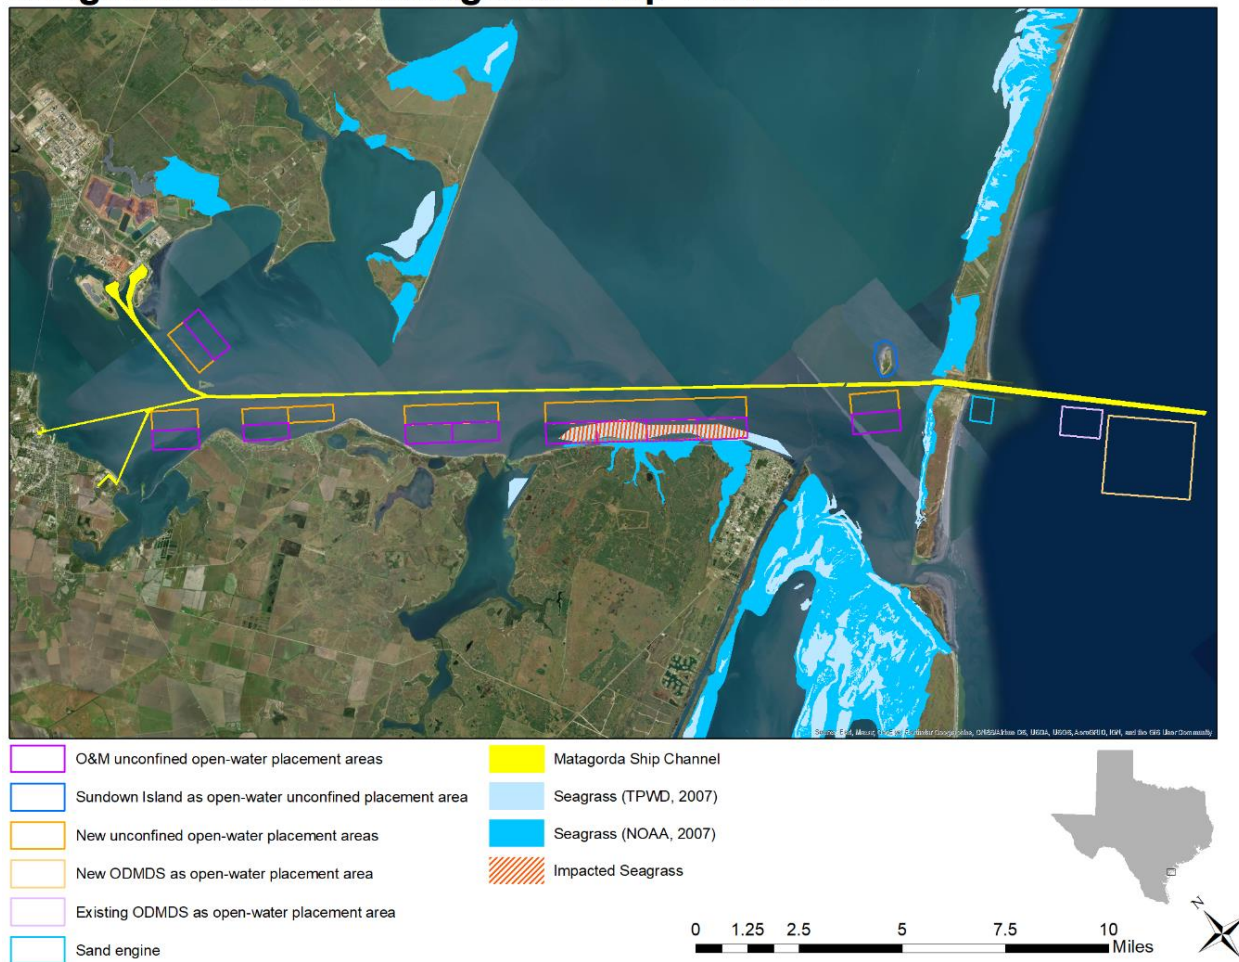 O&M unconfined open-water placement areas
Sundown Island as open-water unconfined placement area
New unconfined open-water placement areas
New ODMDS as open-water placement area
Existing ODMDS as open-water placement area
Sand engine
Matagorda Ship Channel
Seagrass (TPWD, 2007)
Seagrass (NOAA, 2007)
Impacted Seagrass
0 1.25 2.5 5 7.5 10
Miles
N